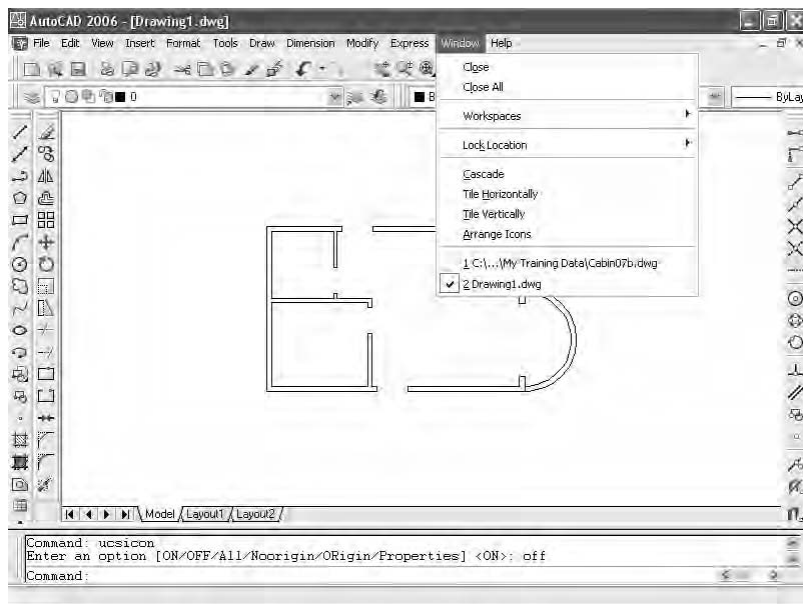 AutoCAD 2006 - [Drawing1.dwg]
File Edit View Insert Format Tools Draw Dimension Modify Express Window Help
0
B
ByLay
Close
Close All
Workspaces
Lock Location
Cascade
Tile Horizontally
Tile Vertically
Arrange Icons
1 C:\...\My Training Data\Cabin07b.dwg
2 Drawing1.dwg
Model Layout1 Layout2
Command: ucsicon
Enter an option [ON/OFF/All/Noorigin/ORigin/Properties] <ON>: off
Command: